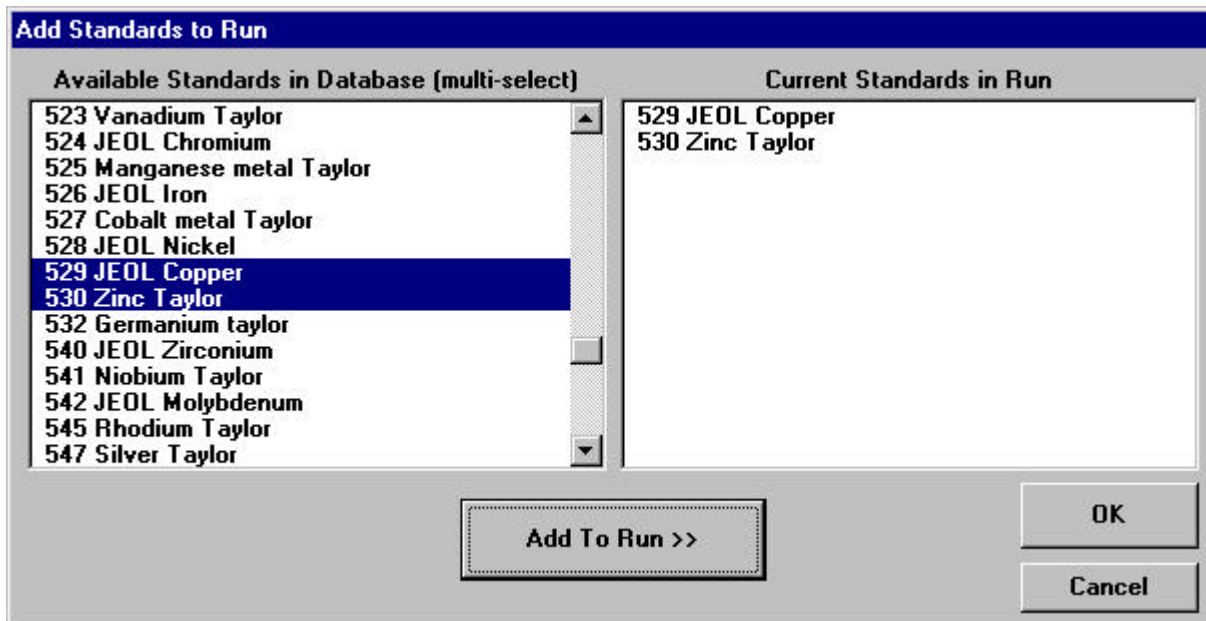 Add Standards to Run
Available Standards in Database (multi-select)
523 Vanadium Taylor
524 JEOL Chromium
525 Manganese metal Taylor
526 JEOL Iron
527 Cobalt metal Taylor
528 JEOL Nickel
529 JEOL Copper
530 Zinc Taylor
532 Germanium taylor
540 JEOL Zirconium
541 Niobium Taylor
542 JEOL Molybdenum
545 Rhodium Taylor
547 Silver Taylor
Current Standards in Run
529 JEOL Copper
530 Zinc Taylor
Add To Run >>
OK
Cancel